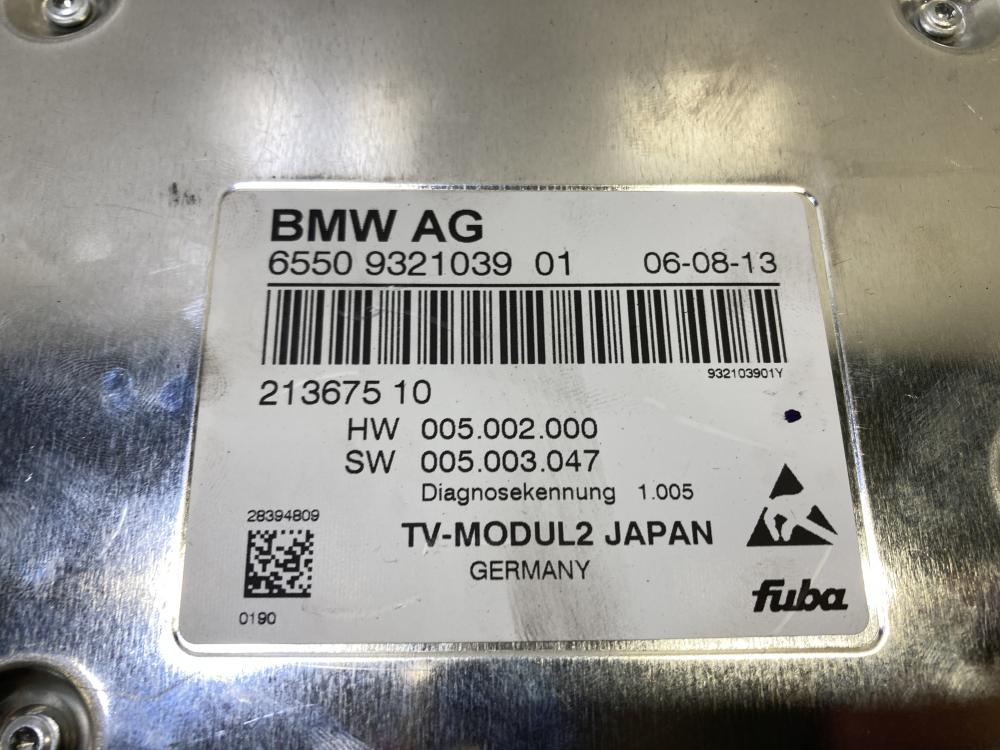 BMW AG
6550 9321039 01 06-08-13
932103901Y
213675 10
HW 005.002.000
SW 005.003.047
Diagnosekennung 1.005
28394809
TV-MODUL2 JAPAN
GERMANY
fuba
0190